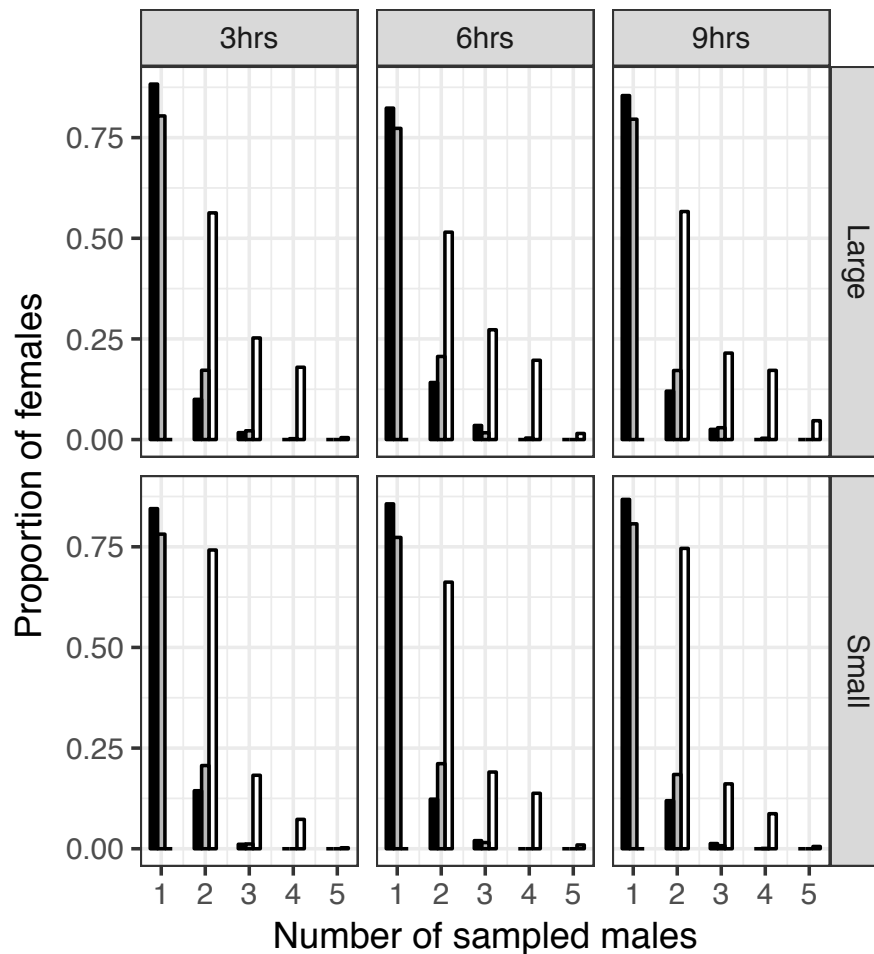 3hrs 6hrs 9hrs
Proportion of females
0.75
0.50
0.25
0.00
Large
0.75
0.50
0.25
0.00
Small
1 2 3 4 5 1 2 3 4 5 1 2 3 4 5
Number of sampled males